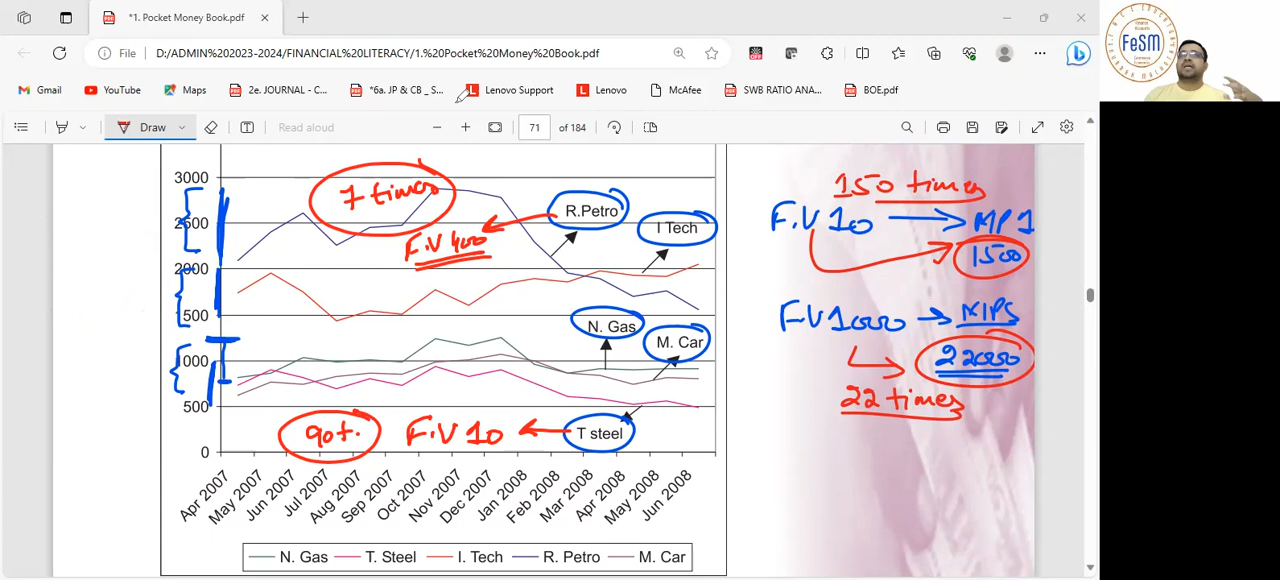 *1. Pocket Money Book.pdf
File D:/ADMIN%202023-2024/FINANCIAL%20LITERACY/1.%20Pocket%20Money%20Book.pdf
Gmail YouTube Maps 2e. JOURNAL - C... *6a. JP & CB _ S... Lenovo Support Lenovo McAfee SWB RATIO ANA... BOE.pdf
Draw Read aloud 71 of 184
FeSM
3000
2500
2000
1500
1000
500
0
7 times
R.Petro
F.V 400
I Tech
N. Gas
M. Car
90t.
F.V 10
T steel
Apr 2007
May 2007
Jun 2007
Jul 2007
Aug 2007
Sep 2007
Oct 2007
Nov 2007
Dec 2007
Jan 2008
Feb 2008
Mar 2008
Apr 2008
May 2008
Jun 2008
N. Gas T. Steel I. Tech R. Petro M. Car
150 times
F.V 10 MP1
1500
FV 1000
22000
22 times